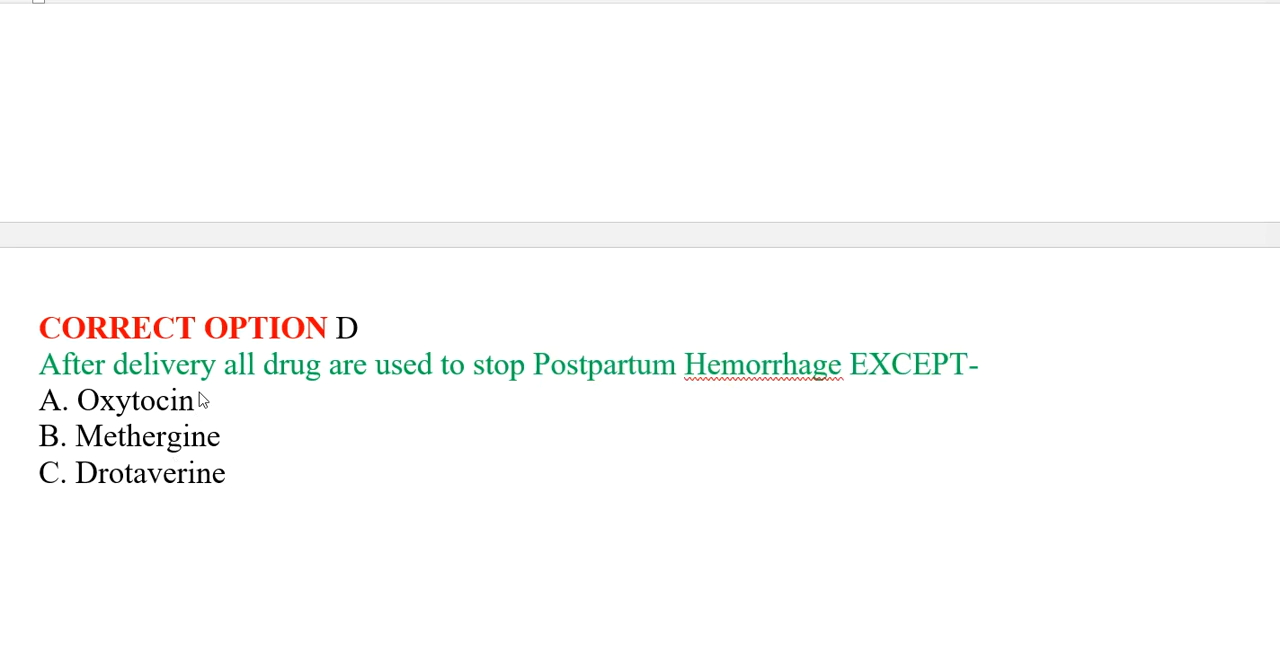 CORRECT OPTION D
After delivery all drug are used to stop Postpartum Hemorrhage EXCEPT-
A. Oxytocin
B. Methergine
C. Drotaverine